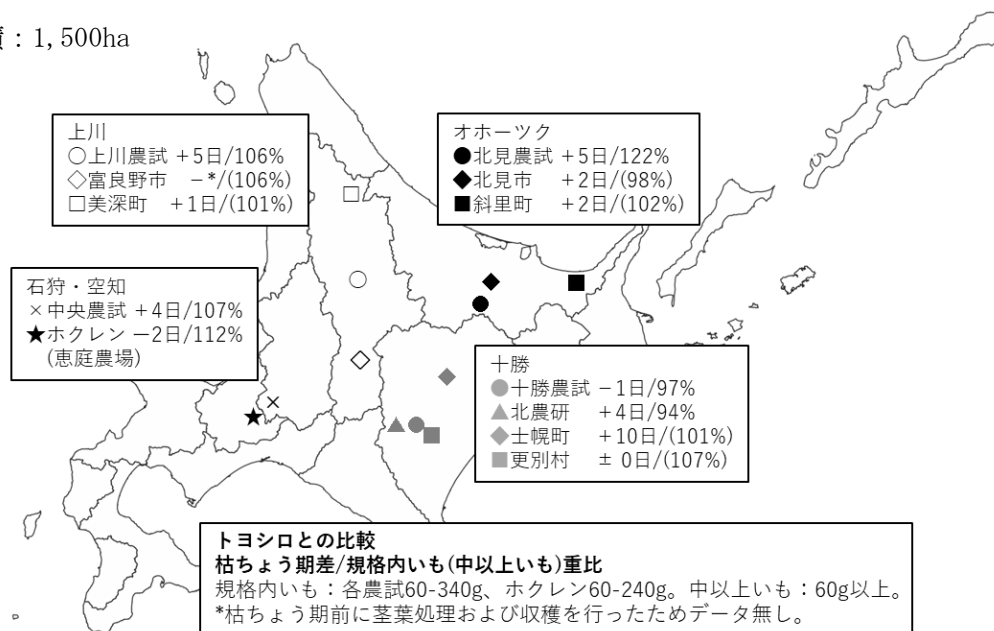 ：1,500ha
上川
○上川農試 +5日/106%
◇富良野市 －*/(106%)
□美深町 +1日/(101%)
オホーツク
●北見農試 +5日/122%
◆北見市 +2日/(98%)
■斜里町 +2日/(102%)
石狩・空知
×中央農試 +4日/107%
★ホクレン －2日/112%
(恵庭農場)
十勝
●十勝農試 －1日/97%
▲北農研 +4日/94%
◆士幌町 +10日/(101%)
■更別村 ± 0日/(107%)
トヨシロとの比較
枯ちょう期差/規格内いも(中以上いも)重比
規格内いも：各農試60-340g、ホクレン60-240g。中以上いも：60g以上。
*枯ちょう期前に茎葉処理および収穫を行ったためデータ無し。